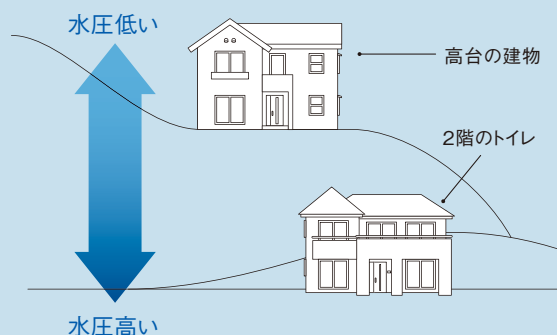 水圧低い
高台の建物
2階のトイレ
水圧高い